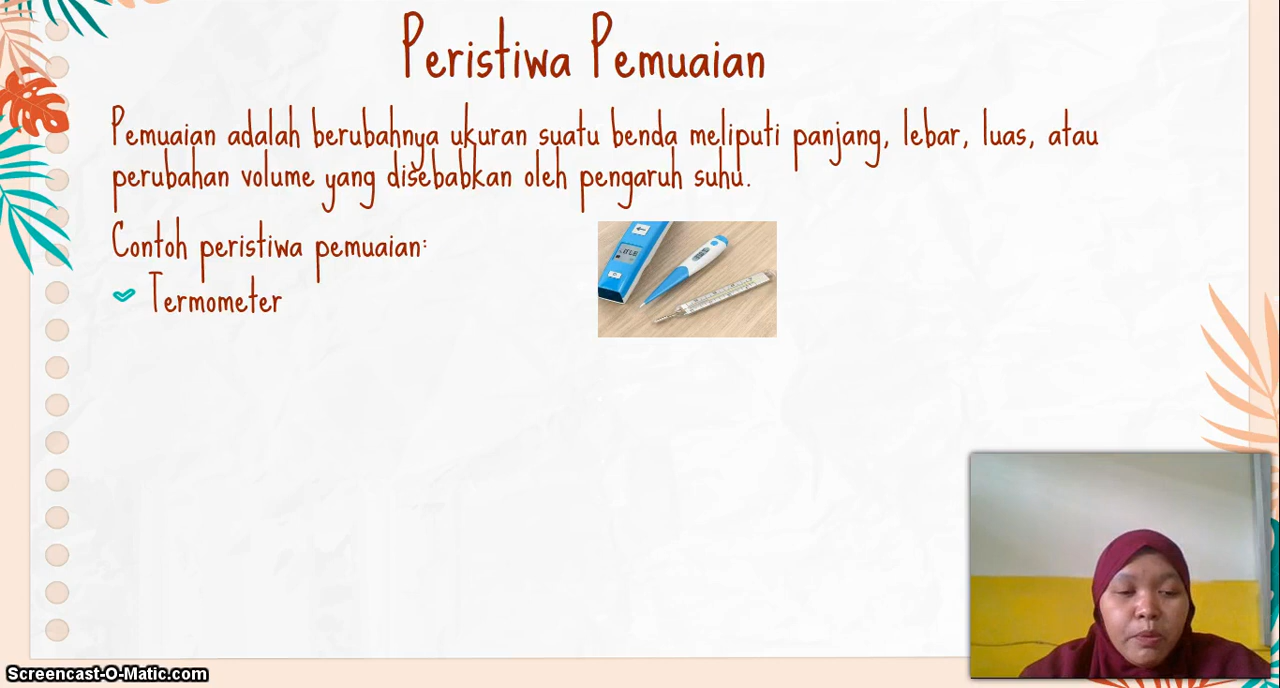 Peristiwa Pemuaian
Pemuaian adalah berubahnya ukuran suatu benda meliputi panjang, lebar, luas, atau
perubahan volume yang disebabkan oleh pengaruh suhu.
Contoh peristiwa pemuaian:
Termometer
Screencast-O-Matic.com